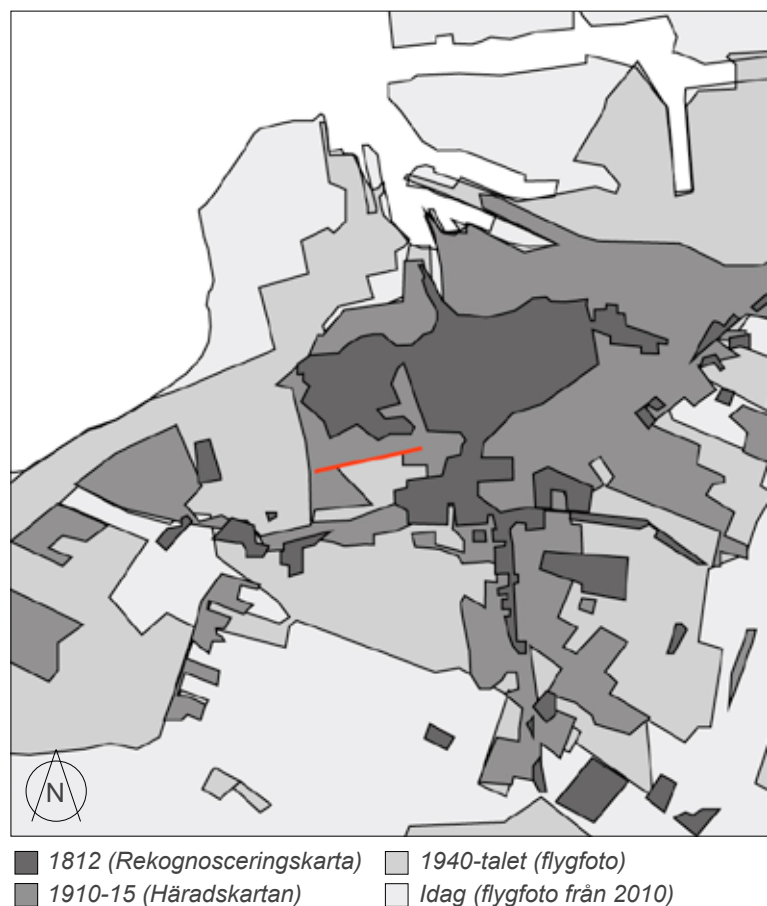 N
1812 (Rekognosceringskarta)
1910-15 (Häradskartan)
1940-talet (flygfoto)
Idag (flygfoto från 2010)